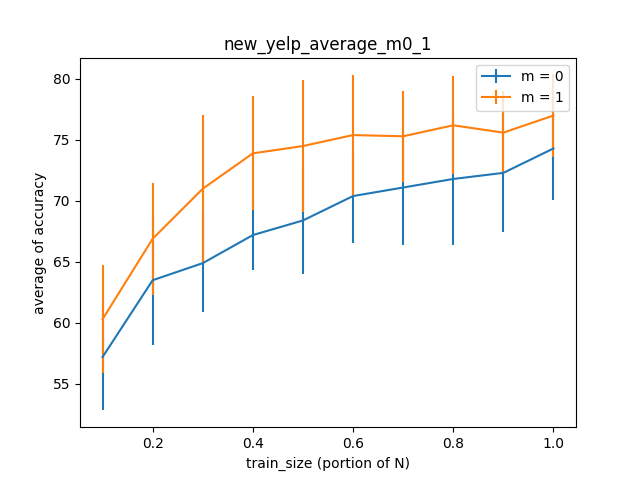 new_yelp_average_m0_1
m = 0
m = 1
80
75
70
65
60
55
average of accuracy
0.2 0.4 0.6 0.8 1.0
train_size (portion of N)